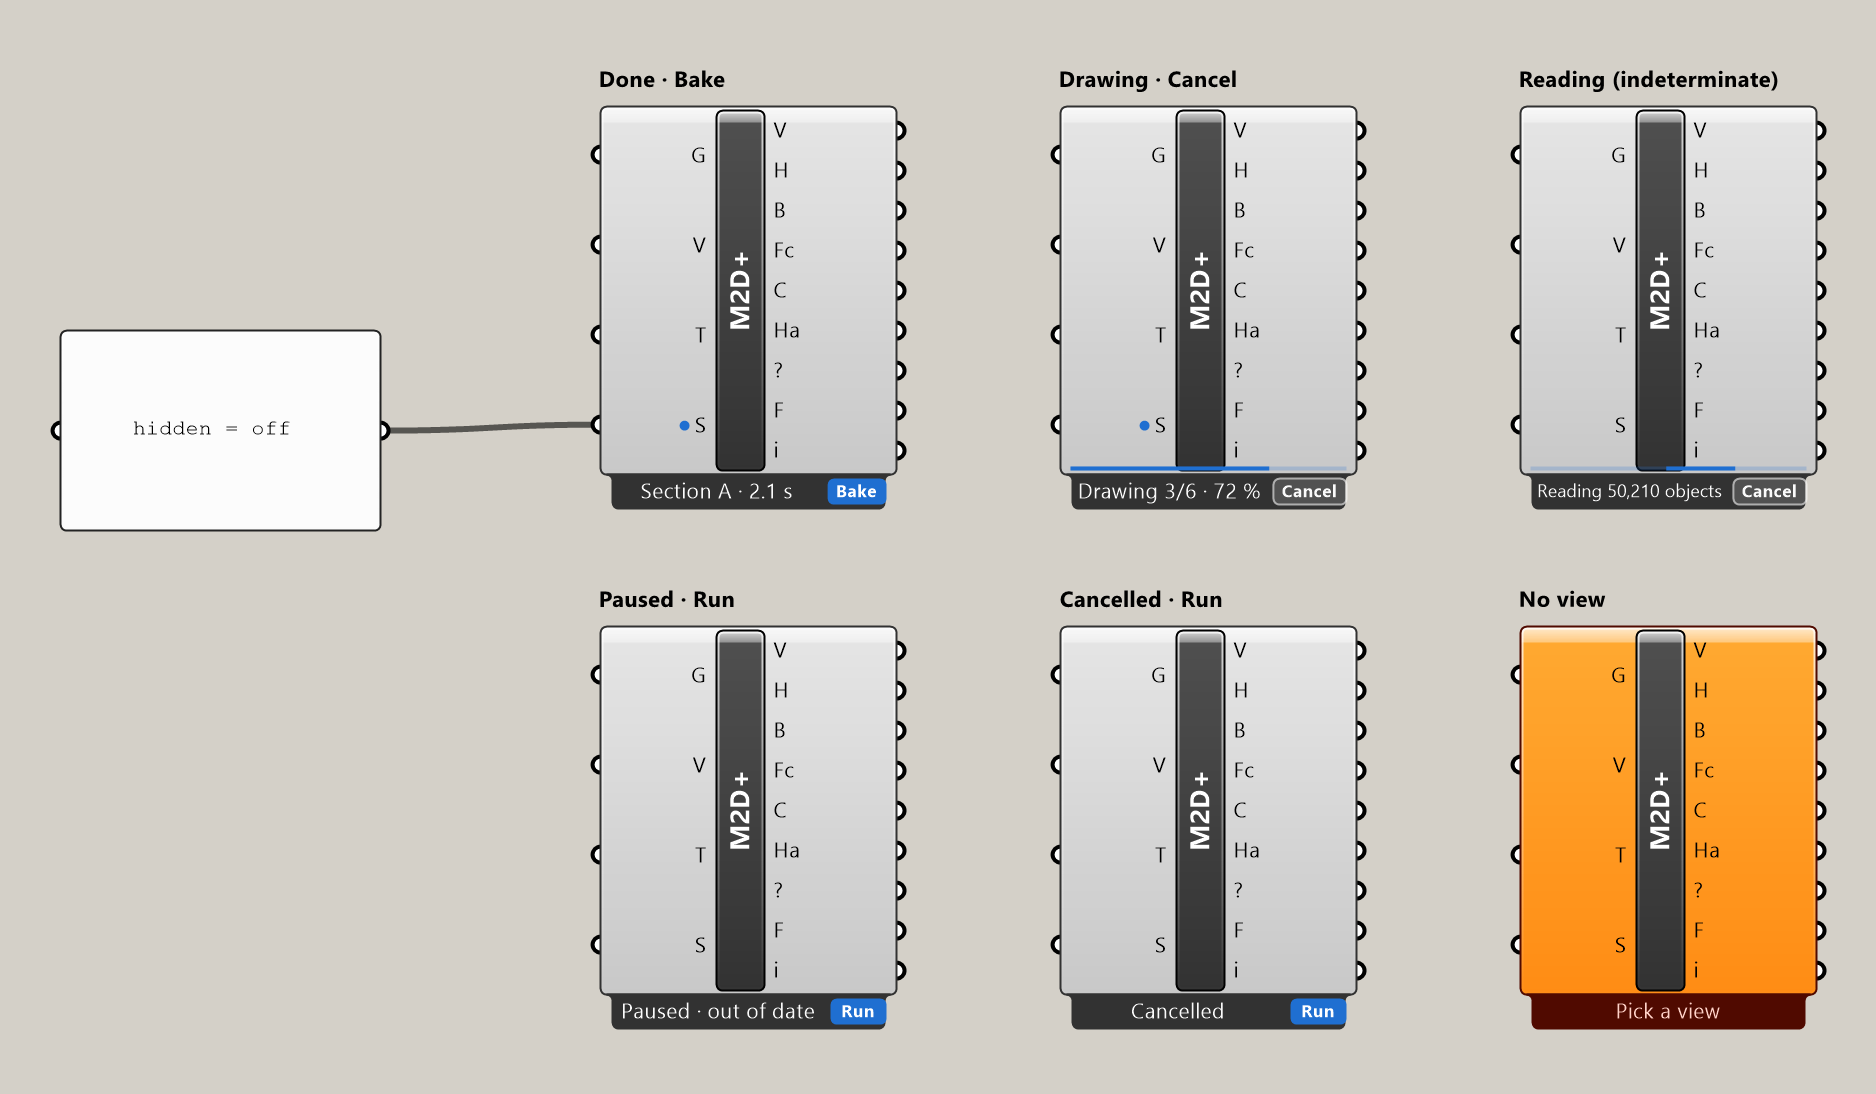 Done · Bake
G
V
T
S
M2D+
V
H
B
Fc
C
Ha
?
F
i
Section A · 2.1 s
Bake
Drawing · Cancel
G
V
T
S
M2D+
V
H
B
Fc
C
Ha
?
F
i
Drawing 3/6 · 72 %
Cancel
Reading (indeterminate)
G
V
T
S
M2D+
V
H
B
Fc
C
Ha
?
F
i
Reading 50,210 objects
Cancel
hidden = off
Paused · Run
G
V
T
S
M2D+
V
H
B
Fc
C
Ha
?
F
i
Paused · out of date
Run
Cancelled · Run
G
V
T
S
M2D+
V
H
B
Fc
C
Ha
?
F
i
Cancelled
Run
No view
G
V
T
S
M2D+
V
H
B
Fc
C
Ha
?
F
i
Pick a view